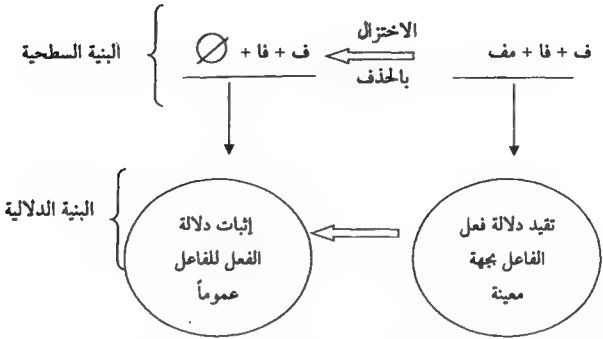 الاختزال
البنية السطحية
ف + فا + مف
ف + فا + ∅
بالحذف
البنية الدلالية
تقيد دلالة فعل
الفاعل بجهة
معينة
إثبات دلالة
الفعل للفاعل
عموماً